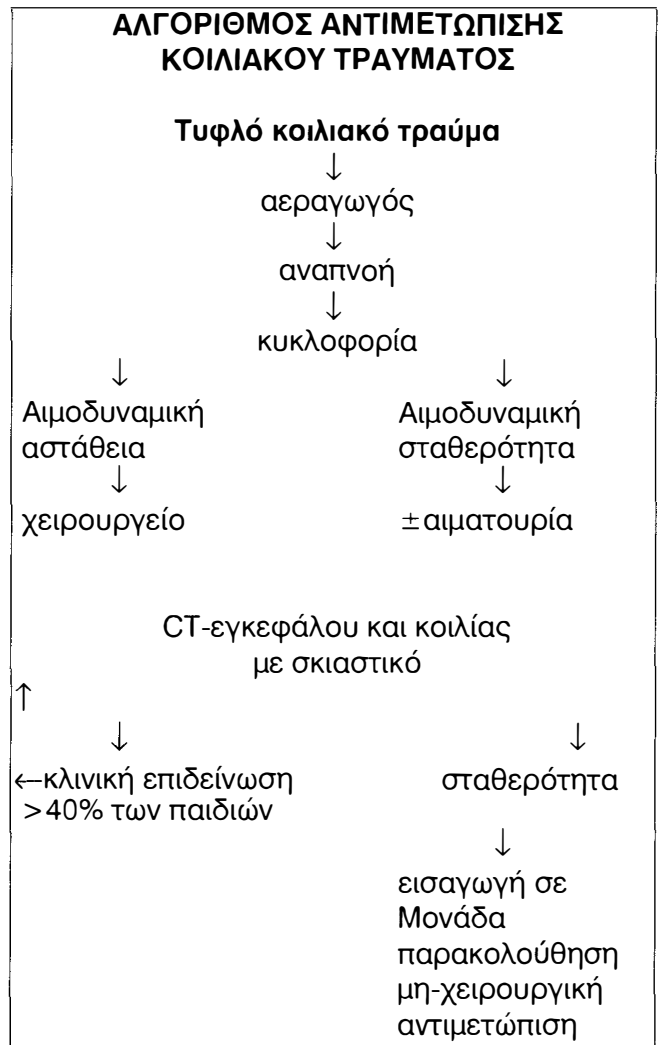 ΑΛΓΟΡΙΘΜΟΣ ΑΝΤΙΜΕΤΩΠΙΣΗΣ
ΚΟΙΛΙΑΚΟΥ ΤΡΑΥΜΑΤΟΣ
Τυφλό κοιλιακό τραύμα
↓
αεραγωγός
↓
αναπνοή
↓
κυκλοφορία
↓ ↓
Αιμοδυναμική Αιμοδυναμική
αστάθεια σταθερότητα
↓ ↓
χειρουργείο ±αιματουρία
CT-εγκεφάλου και κοιλίας
με σκιαστικό
↑
↓ ↓
←κλινική επιδείνωση σταθερότητα
>40% των παιδιών
↓
εισαγωγή σε
Μονάδα
παρακολούθηση
μη-χειρουργική
αντιμετώπιση